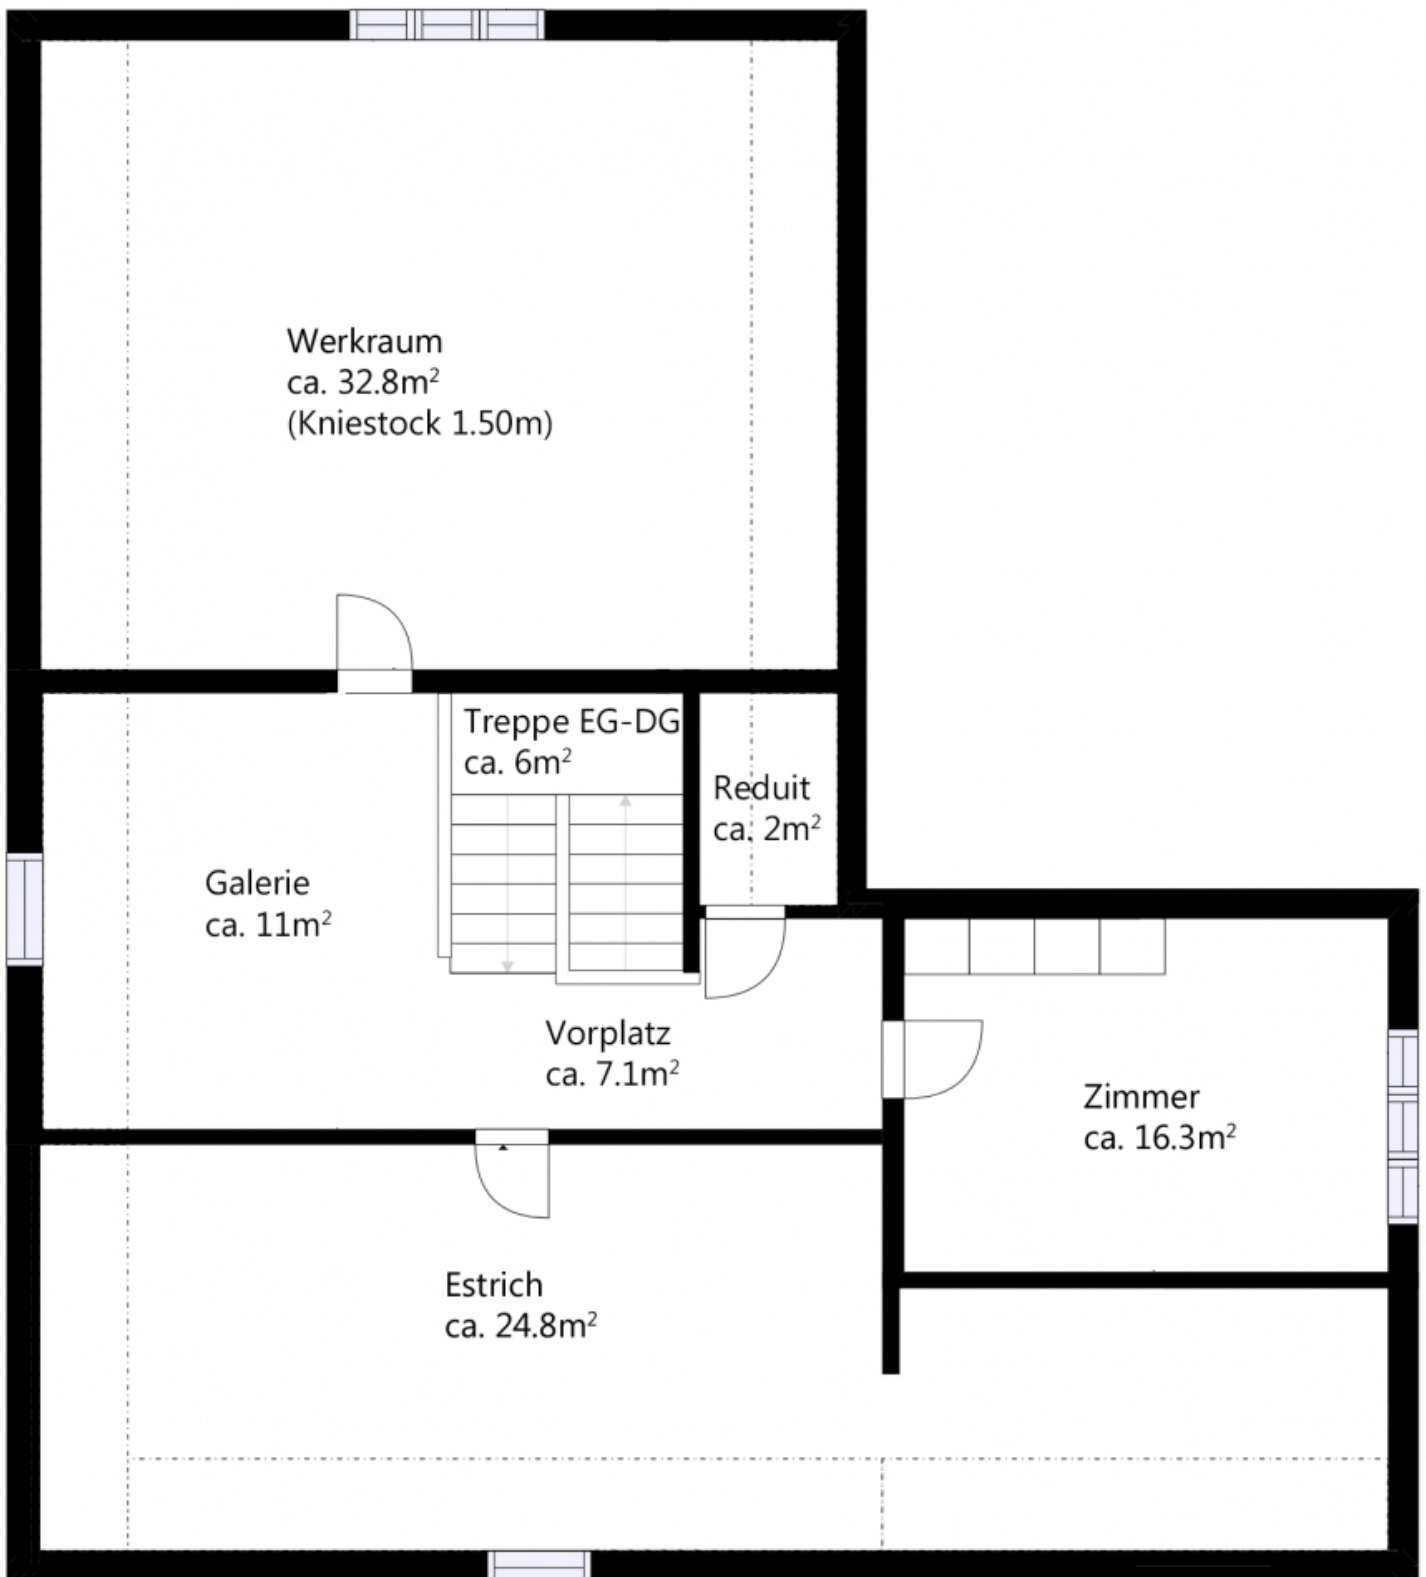 Werkraum
ca. 32.8m²
(Kniestock 1.50m)
Treppe EG-DG
ca. 6m²
Reduit
ca. 2m²
Galerie
ca. 11m²
Vorplatz
ca. 7.1m²
Zimmer
ca. 16.3m²
Estrich
ca. 24.8m²